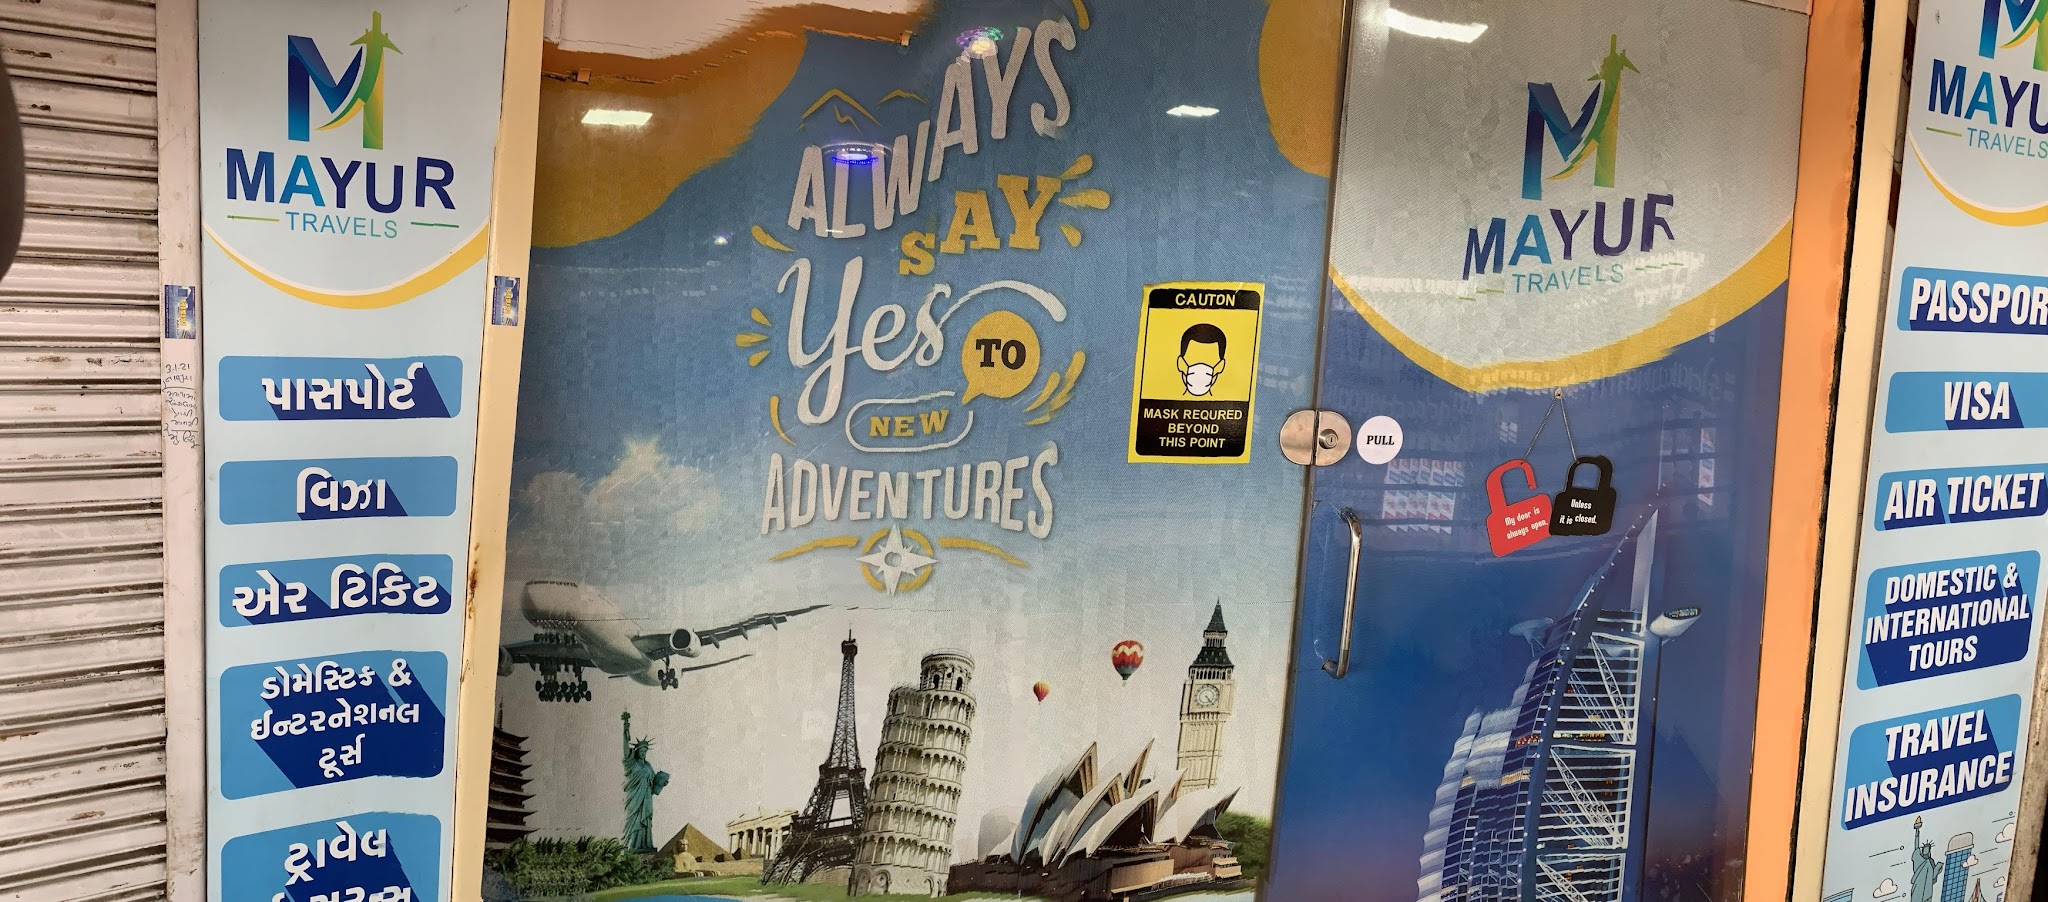 MAYUR
TRAVELS
પાસપોર્ટ
વિઝા
એર ટિકિટ
ડોમેસ્ટિક &
ઈન્ટરનેશનલ
ટૂર્સ
ટ્રાવેલ
ALWAYS
SAY
Yes
TO
NEW
ADVENTURES
CAUTON
MASK REQURED
BEYOND
THIS POINT
PULL
MAYUR
TRAVELS
My door is
always open.
Unless
it is closed.
MAYU
TRAVELS
PASSPOR
VISA
AIR TICKET
DOMESTIC &
INTERNATIONAL
TOURS
TRAVEL
INSURANCE